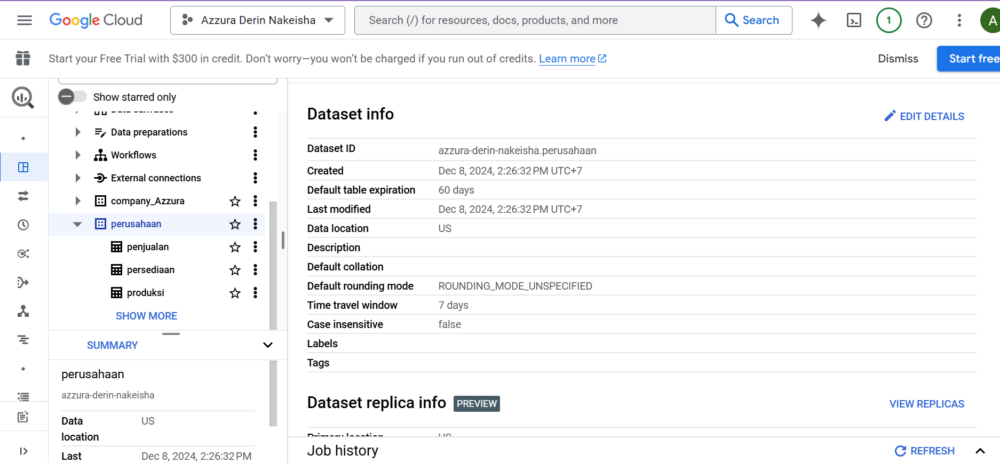 Google Cloud
Azzura Derin Nakeisha
Search (/) for resources, docs, products, and more
Search
1
A
Start your Free Trial with $300 in credit. Don’t worry—you won’t be charged if you run out of credits. Learn more
Dismiss
Start free
Show starred only
Data canvases
Data preparations
Workflows
External connections
company_Azzura
perusahaan
penjualan
persediaan
produksi
SHOW MORE
SUMMARY
perusahaan
azzura-derin-nakeisha
Data location US
Last Dec 8, 2024, 2:26:32 PM
Dataset info
EDIT DETAILS
Dataset ID azzura-derin-nakeisha.perusahaan
Created Dec 8, 2024, 2:26:32 PM UTC+7
Default table expiration 60 days
Last modified Dec 8, 2024, 2:26:32 PM UTC+7
Data location US
Description
Default collation
Default rounding mode ROUNDING_MODE_UNSPECIFIED
Time travel window 7 days
Case insensitive false
Labels
Tags
Dataset replica info PREVIEW
VIEW REPLICAS
Primary location US
Job history
REFRESH